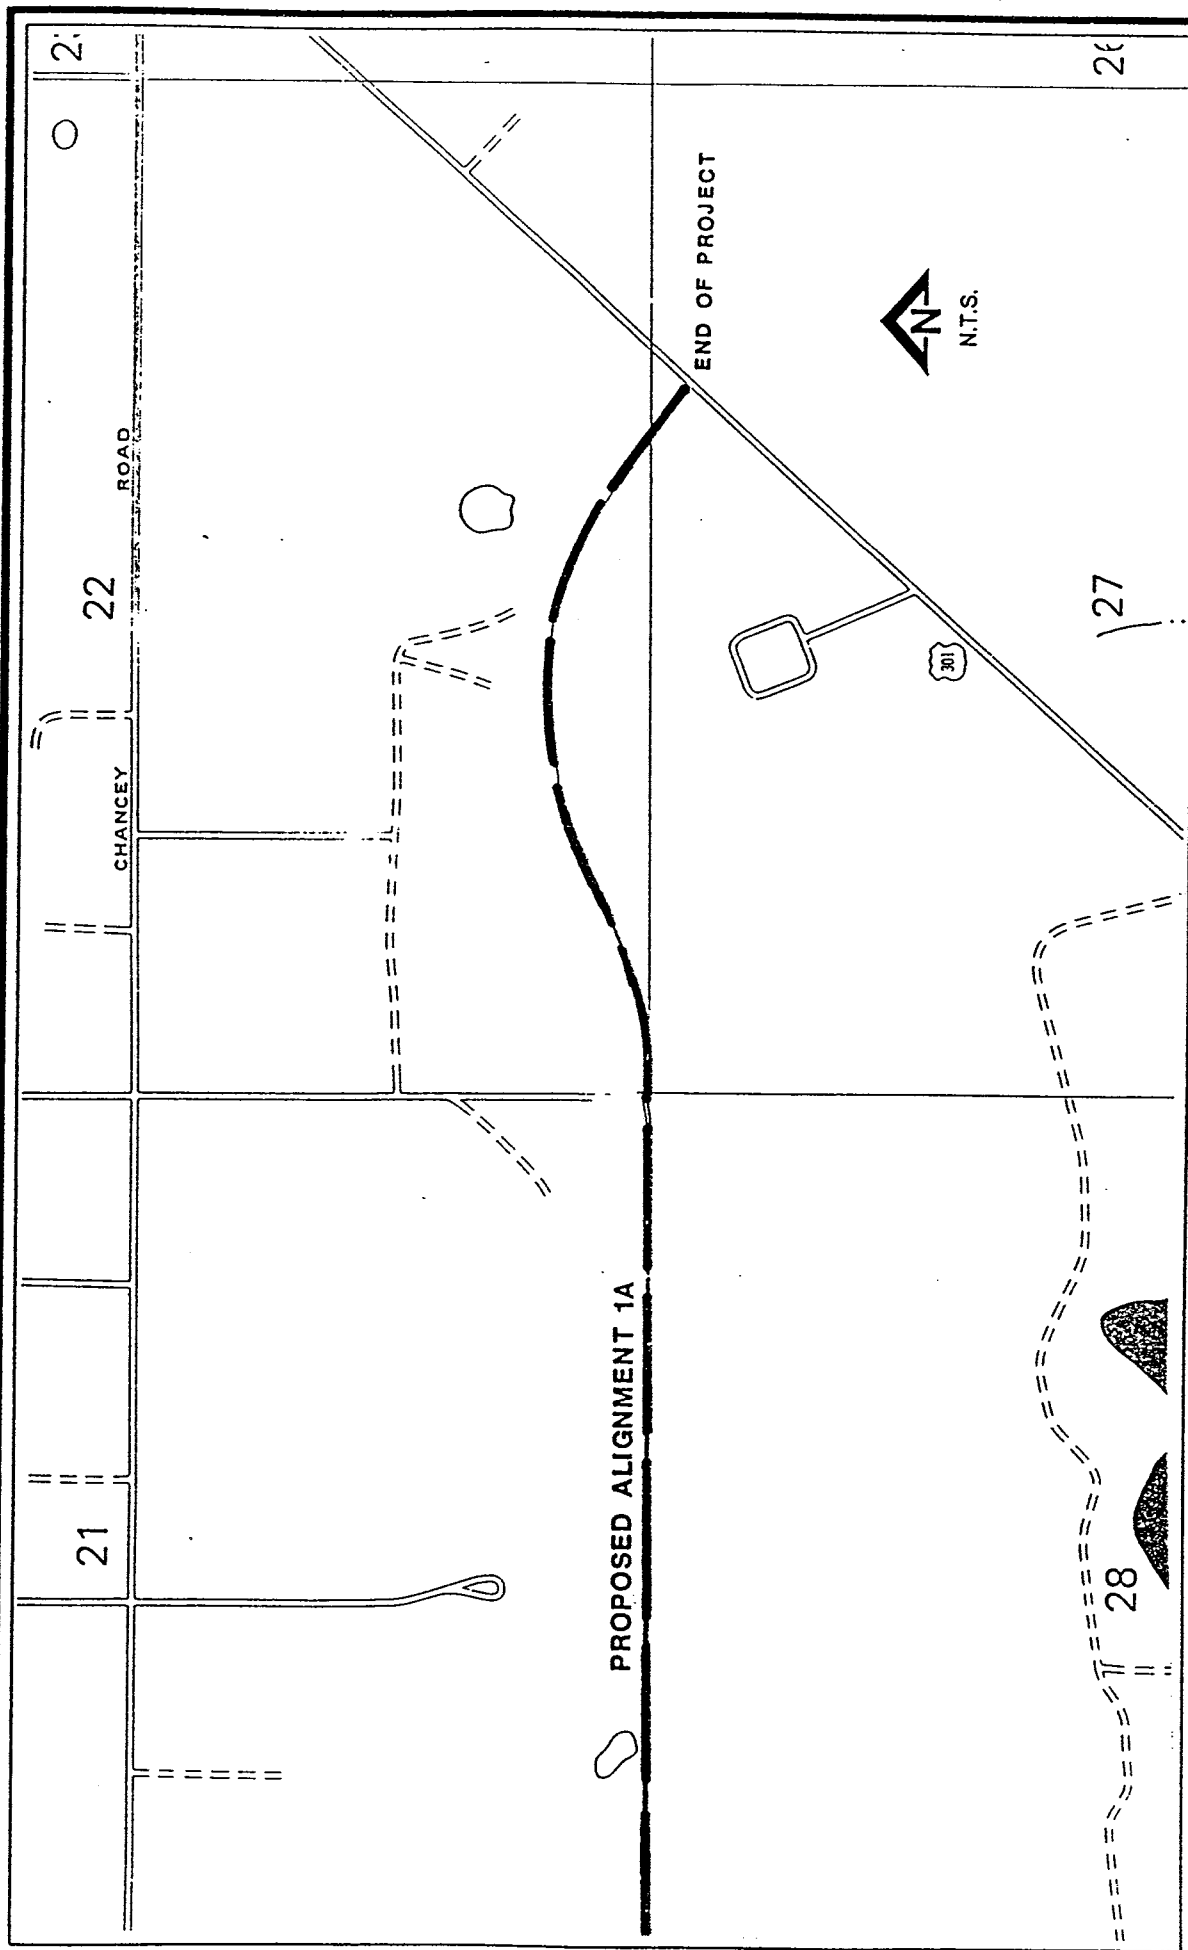 21
CHANCEY
22
ROAD
PROPOSED ALIGNMENT 1A
END OF PROJECT
301
N
N.T.S.
28
27